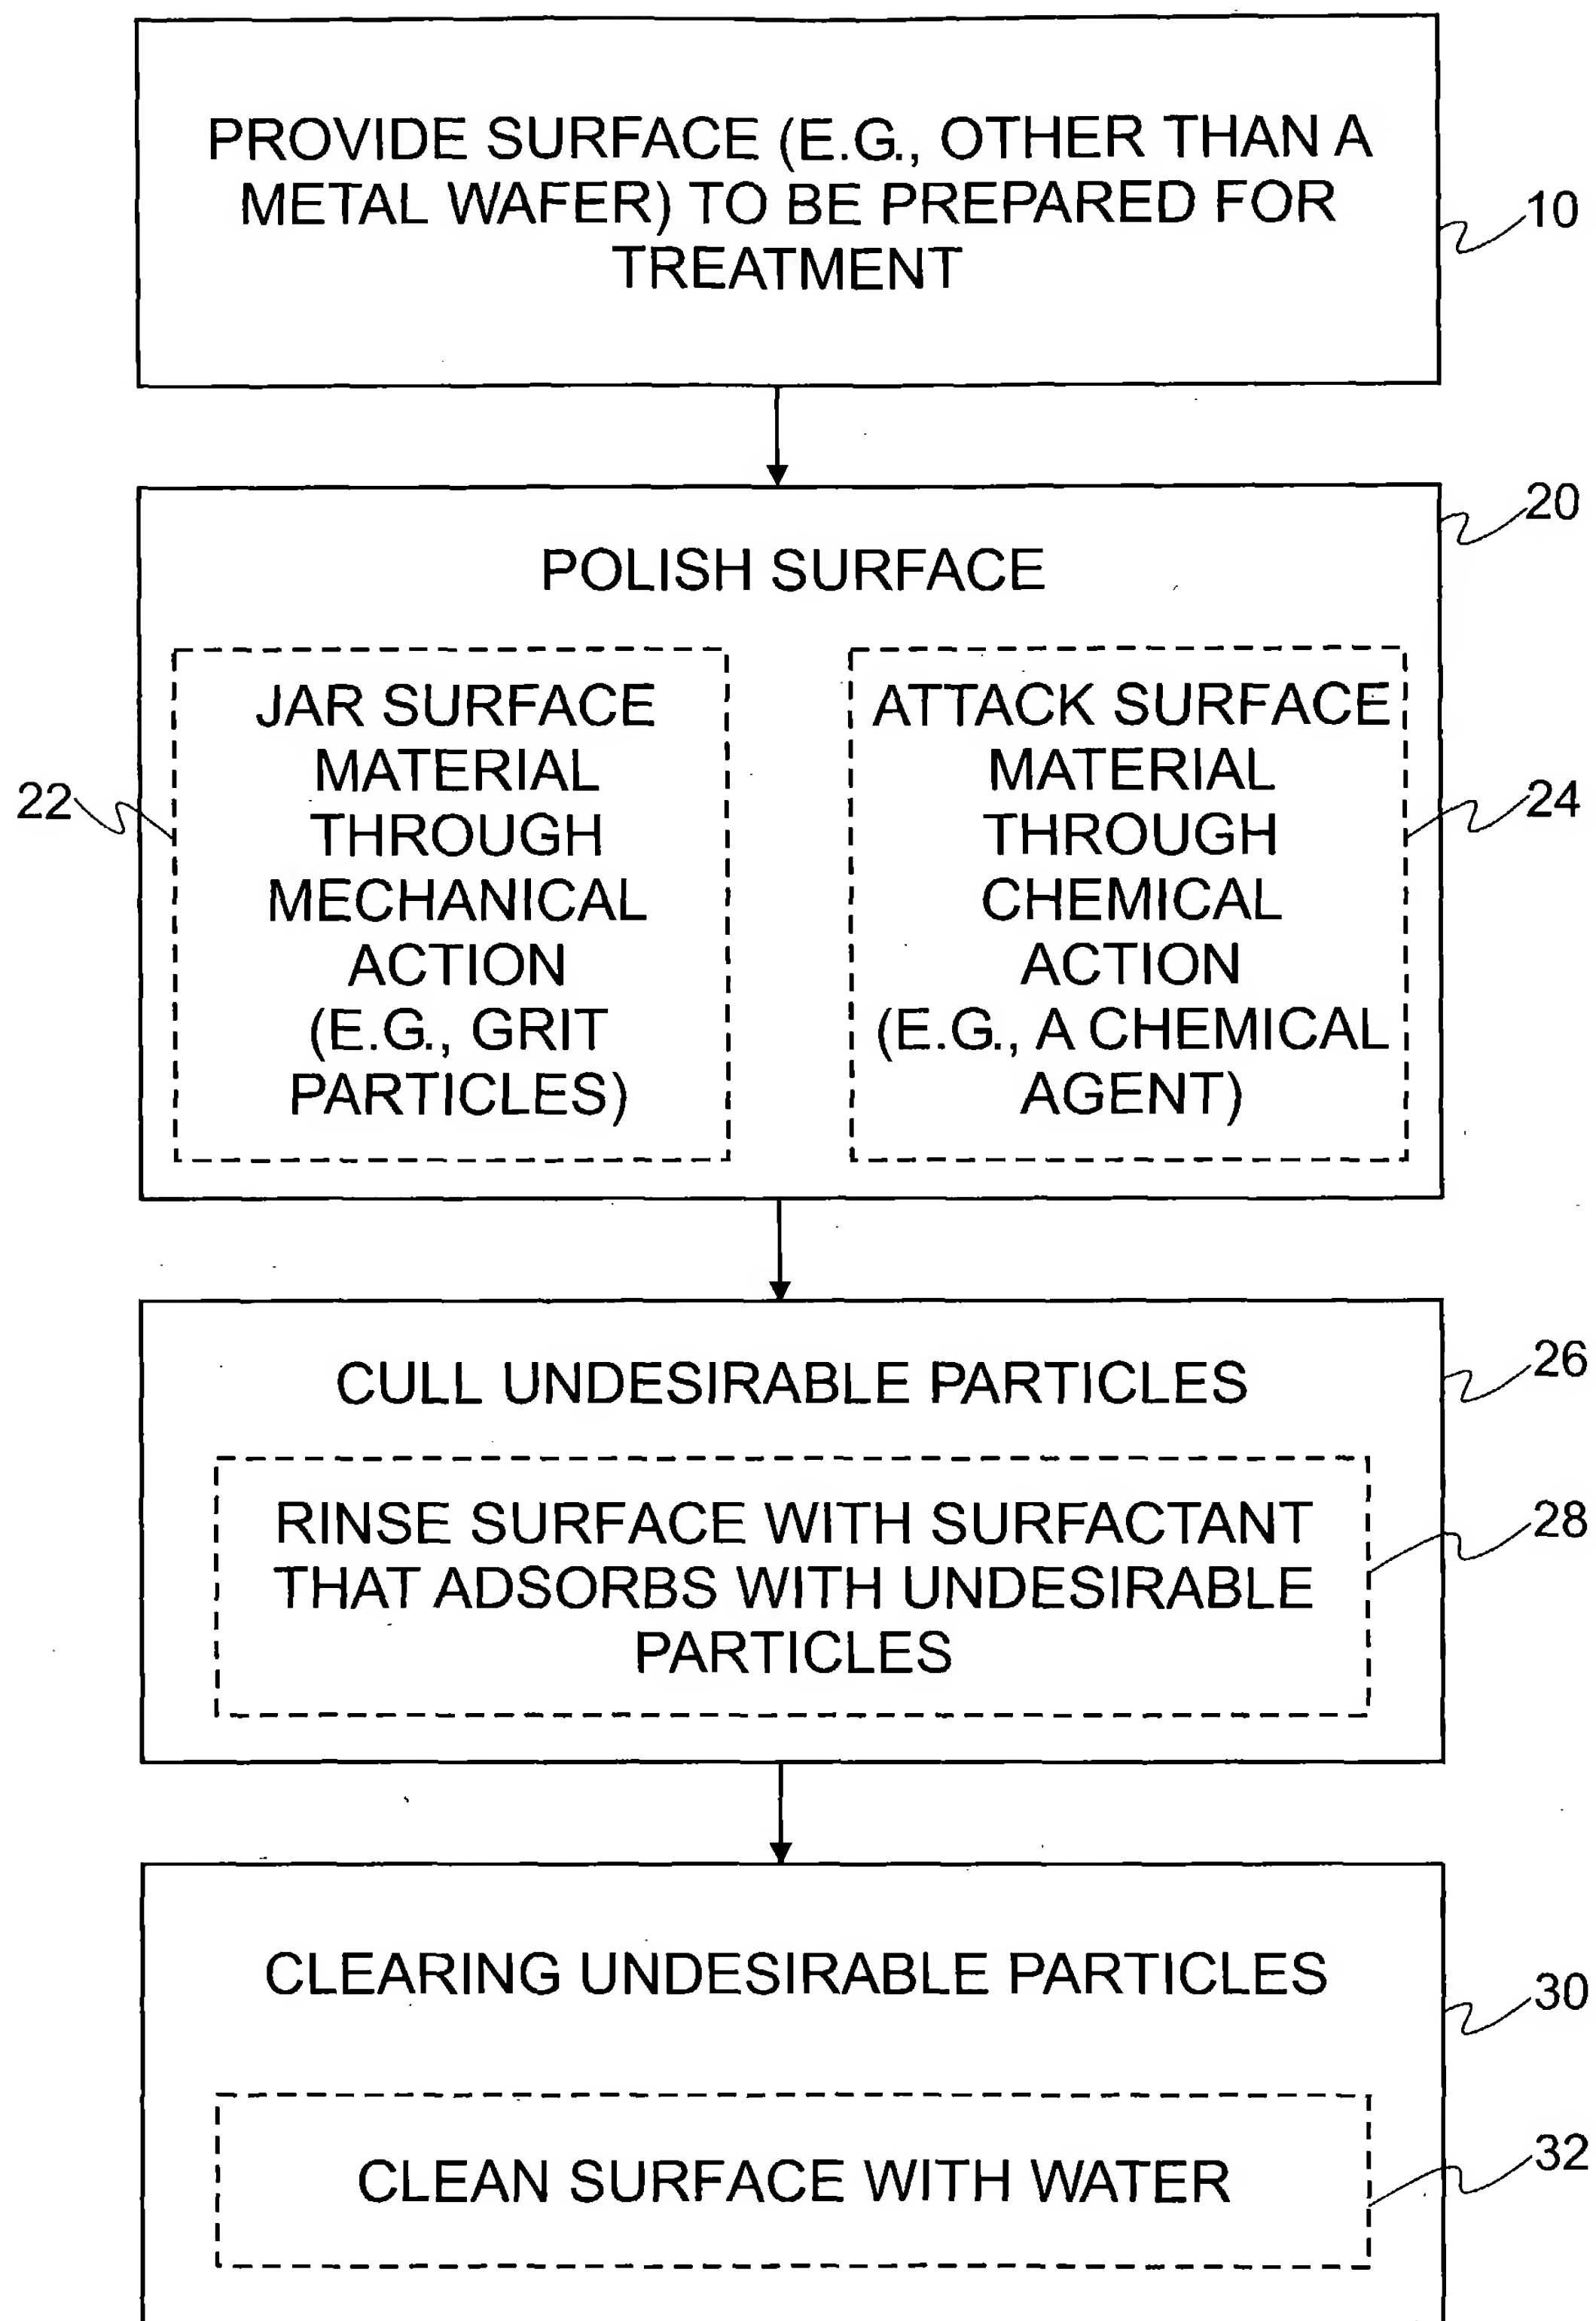 PROVIDE SURFACE (E.G., OTHER THAN A
METAL WAFER) TO BE PREPARED FOR
TREATMENT
10
20
POLISH SURFACE
JAR SURFACE
MATERIAL
THROUGH
MECHANICAL
ACTION
(E.G., GRIT
PARTICLES)
22
ATTACK SURFACE
MATERIAL
THROUGH
CHEMICAL
ACTION
(E.G., A CHEMICAL
AGENT)
24
CULL UNDESIRABLE PARTICLES
26
RINSE SURFACE WITH SURFACTANT
THAT ADSORBS WITH UNDESIRABLE
PARTICLES
28
CLEARING UNDESIRABLE PARTICLES
30
CLEAN SURFACE WITH WATER
32